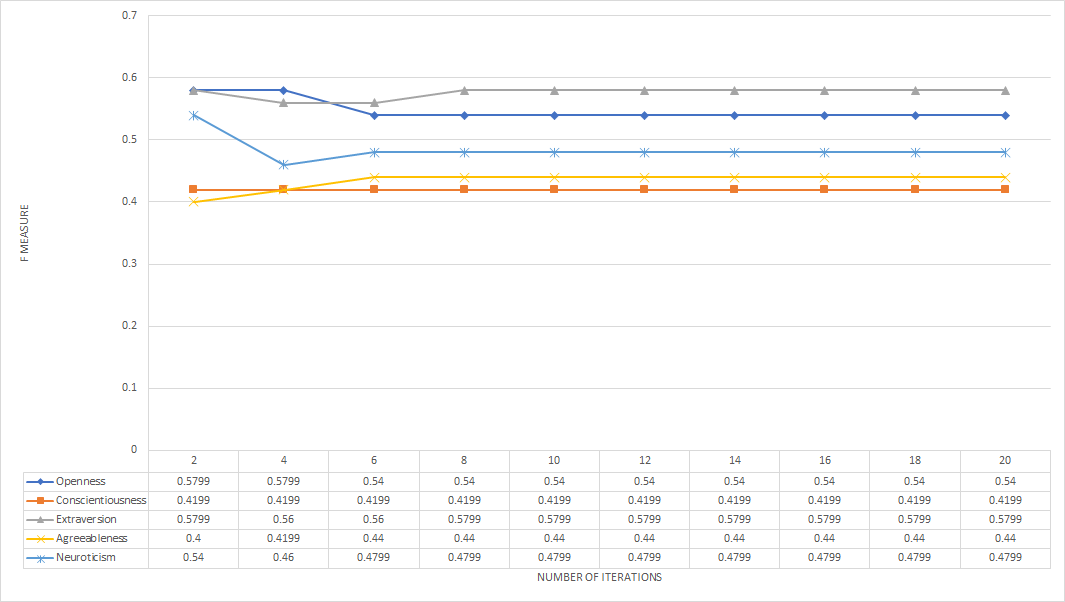 0.7
0.6
0.5
0.4
0.3
0.2
0.1
0
F MEASURE
2 4 6 8 10 12 14 16 18 20
Openness 0.5799 0.5799 0.54 0.54 0.54 0.54 0.54 0.54 0.54 0.54
Conscientiousness 0.4199 0.4199 0.4199 0.4199 0.4199 0.4199 0.4199 0.4199 0.4199 0.4199
Extraversion 0.5799 0.56 0.56 0.5799 0.5799 0.5799 0.5799 0.5799 0.5799 0.5799
Agreeableness 0.4 0.4199 0.44 0.44 0.44 0.44 0.44 0.44 0.44 0.44
Neuroticism 0.54 0.46 0.4799 0.4799 0.4799 0.4799 0.4799 0.4799 0.4799 0.4799
NUMBER OF ITERATIONS